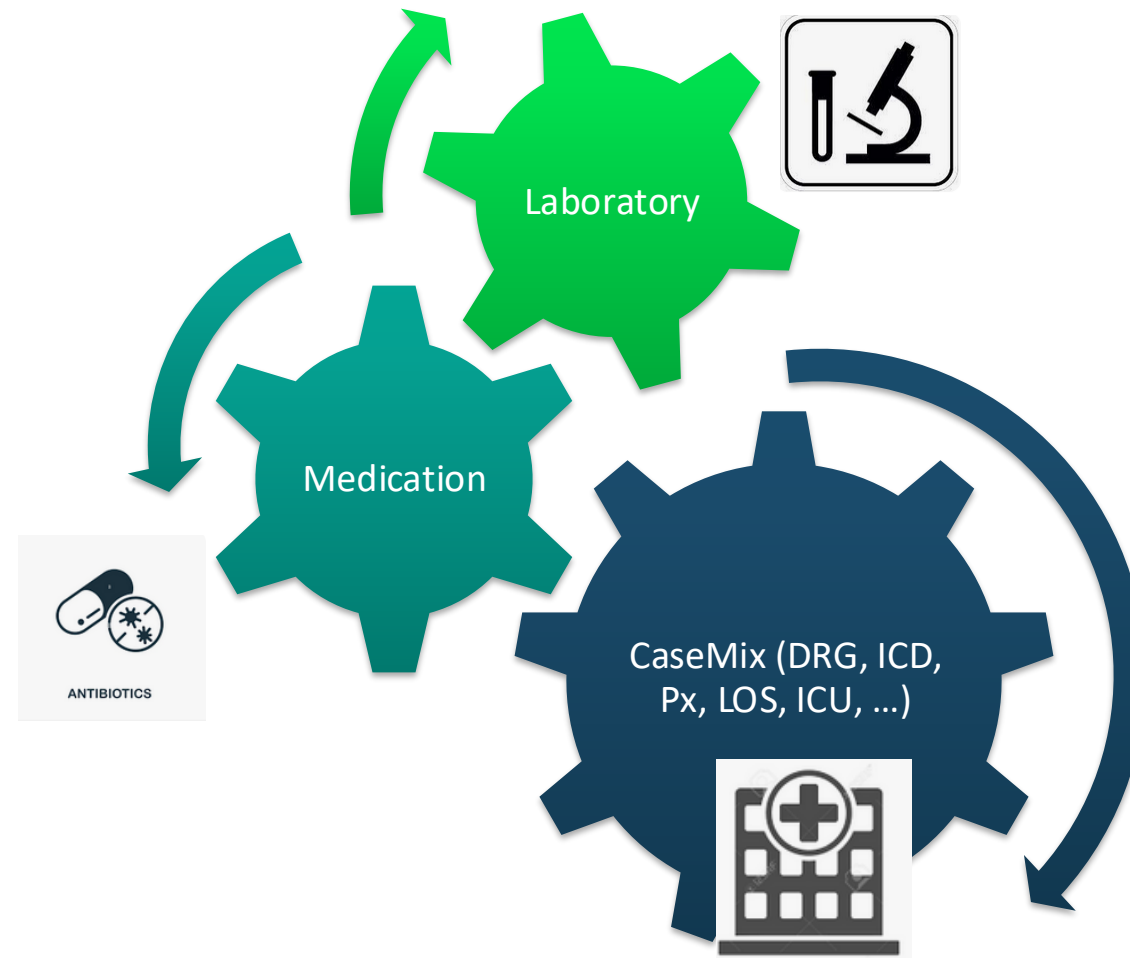 Laboratory
Medication
ANTIBIOTICS
CaseMix (DRG, ICD,
Px, LOS, ICU, ...)